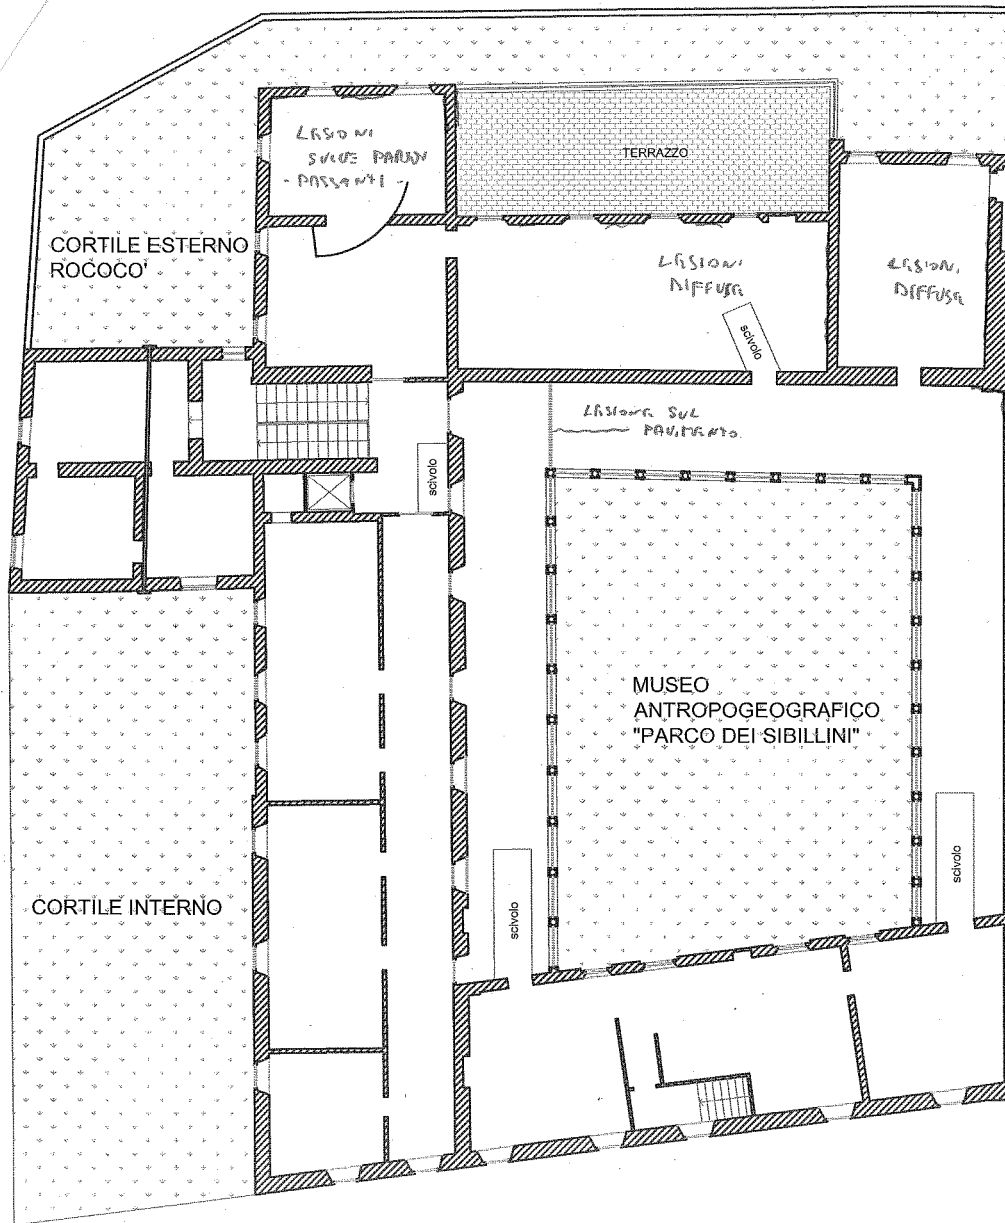 LESIONI
SULLE PARETI
- PASSANTI -
TERRAZZO
CORTILE ESTERNO
ROCOCO'
LESIONI
DIFFUSE
LESIONI
DIFFUSE
scivolo
LESIONE SUL
PAVIMENTO
scivolo
MUSEO
ANTROPOGEOGRAFICO
"PARCO DEI SIBILLINI"
CORTILE INTERNO
scivolo
scivolo